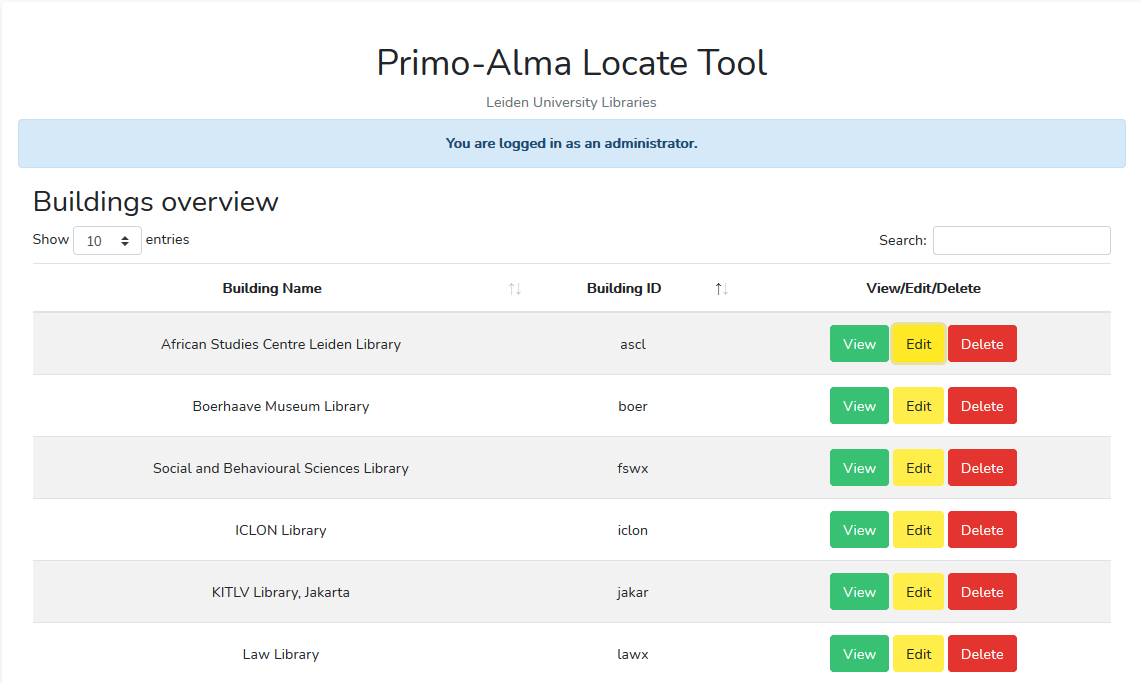 Primo-Alma Locate Tool
Leiden University Libraries
You are logged in as an administrator.
Buildings overview
Show 10 entries Search:
Building Name Building ID View/Edit/Delete
African Studies Centre Leiden Library ascl View Edit Delete
Boerhaave Museum Library boer View Edit Delete
Social and Behavioural Sciences Library fswx View Edit Delete
ICLON Library iclon View Edit Delete
KITLV Library, Jakarta jakar View Edit Delete
Law Library lawx View Edit Delete